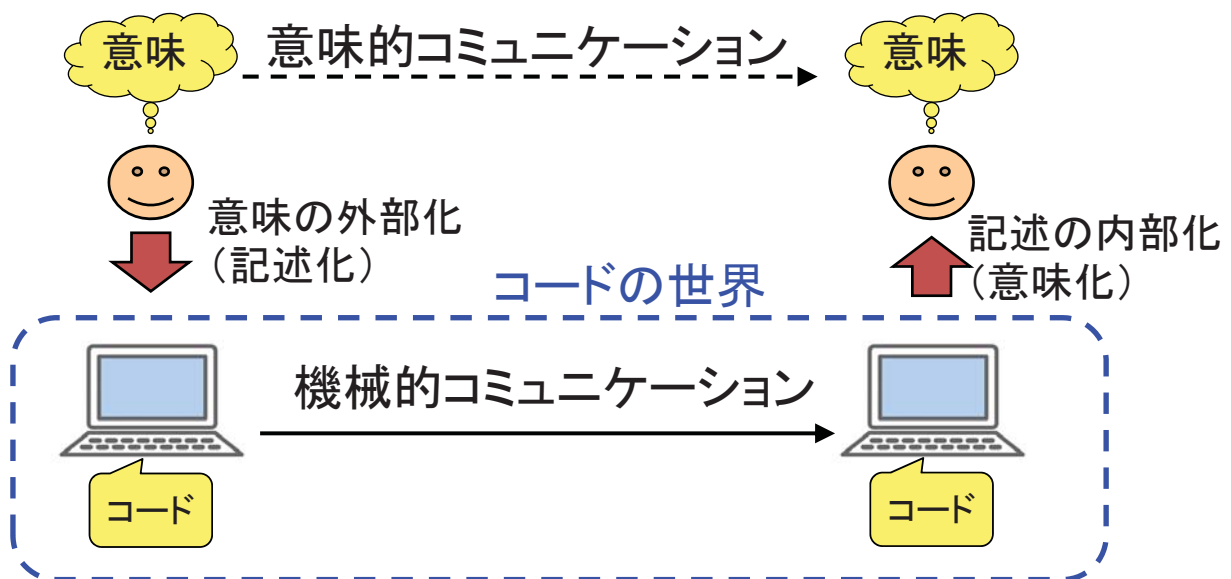 意味
意味的コミュニケーション
意味
意味の外部化
（記述化）
記述の内部化
（意味化）
コードの世界
機械的コミュニケーション
コード
コード